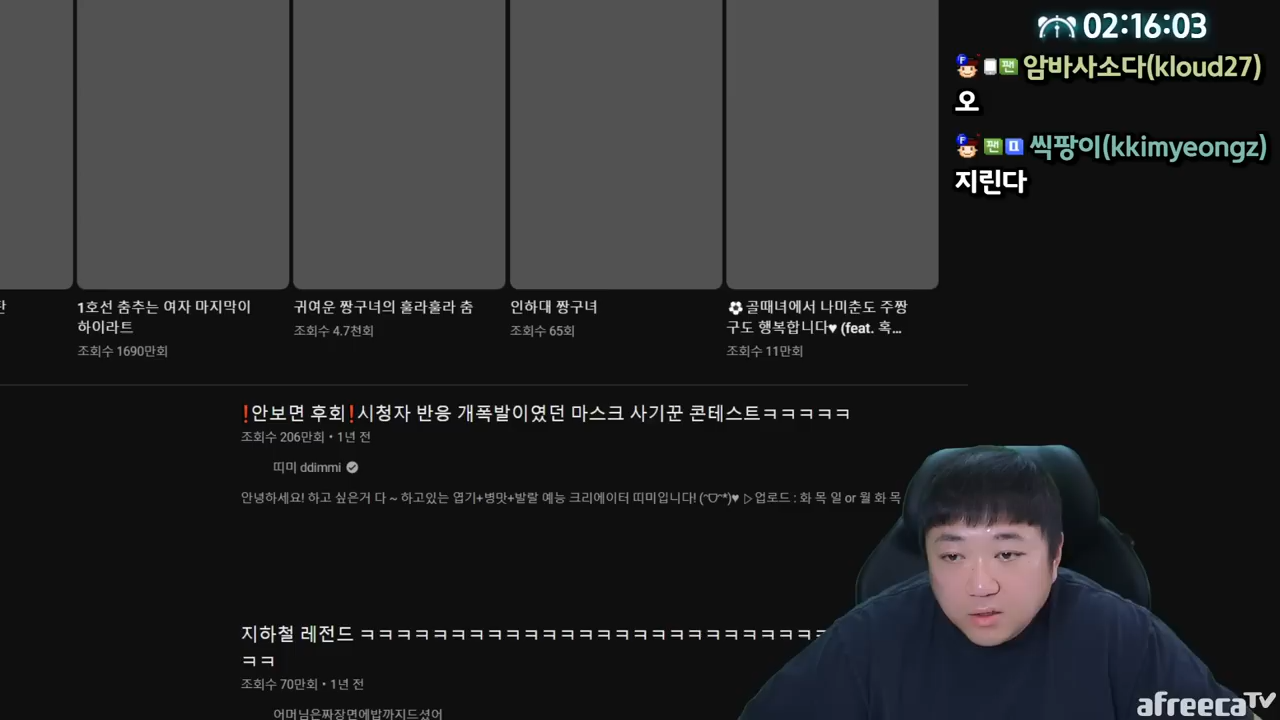 02:16:03
팬 암바사소다(kloud27)
오
팬 씩팡이(kkimyeongz)
지린다
1호선 춤추는 여자 마지막이
하이라트
조회수 1690만회
귀여운 짱구녀의 훌라훌라 춤
조회수 4.7천회
인하대 짱구녀
조회수 65회
⚽골때녀에서 나미춘도 주짱
구도 행복합니다♥ (feat. 혹...
조회수 11만회
❗안보면 후회❗시청자 반응 개폭발이였던 마스크 사기꾼 콘테스트ㅋㅋㅋㅋㅋ
조회수 206만회 • 1년 전
띠미 ddimmi
안녕하세요! 하고 싶은거 다 ~ 하고있는 엽기+병맛+발랄 예능 크리에이터 띠미입니다! (˘ᗜ˘*)♥ ▷업로드 : 화 목 일 or 월 화 목
지하철 레전드 ㅋㅋㅋㅋㅋㅋㅋㅋㅋㅋㅋㅋㅋㅋㅋㅋㅋㅋㅋㅋㅋㅋㅋㅋㅋㅋ
ㅋㅋ
조회수 70만회 • 1년 전
어머님은짜장면에밥까지드셨어
afreecaTV